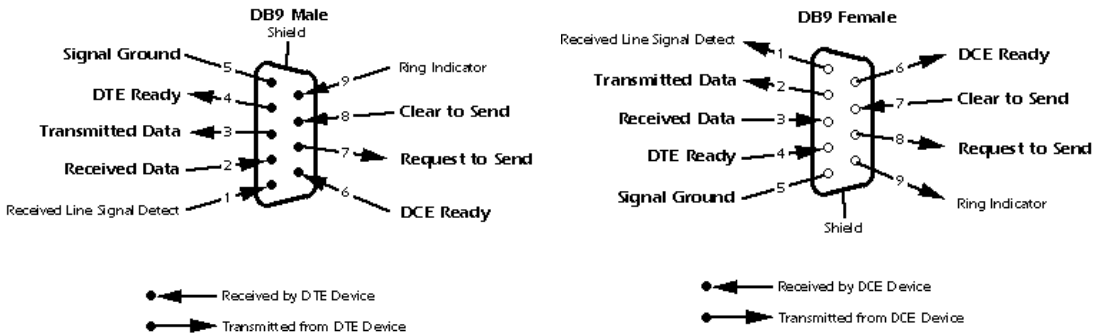 DB9 Male
Shield
Signal Ground
5
9
Ring Indicator
DTE Ready
4
8
Clear to Send
Transmitted Data
3
7
Request to Send
Received Data
2
6
DCE Ready
Received Line Signal Detect
1
Received by DTE Device
Transmitted from DTE Device
DB9 Female
Received Line Signal Detect
1
6
DCE Ready
Transmitted Data
2
7
Clear to Send
Received Data
3
8
Request to Send
DTE Ready
4
9
Ring Indicator
Signal Ground
5
Shield
Received by DCE Device
Transmitted from DCE Device